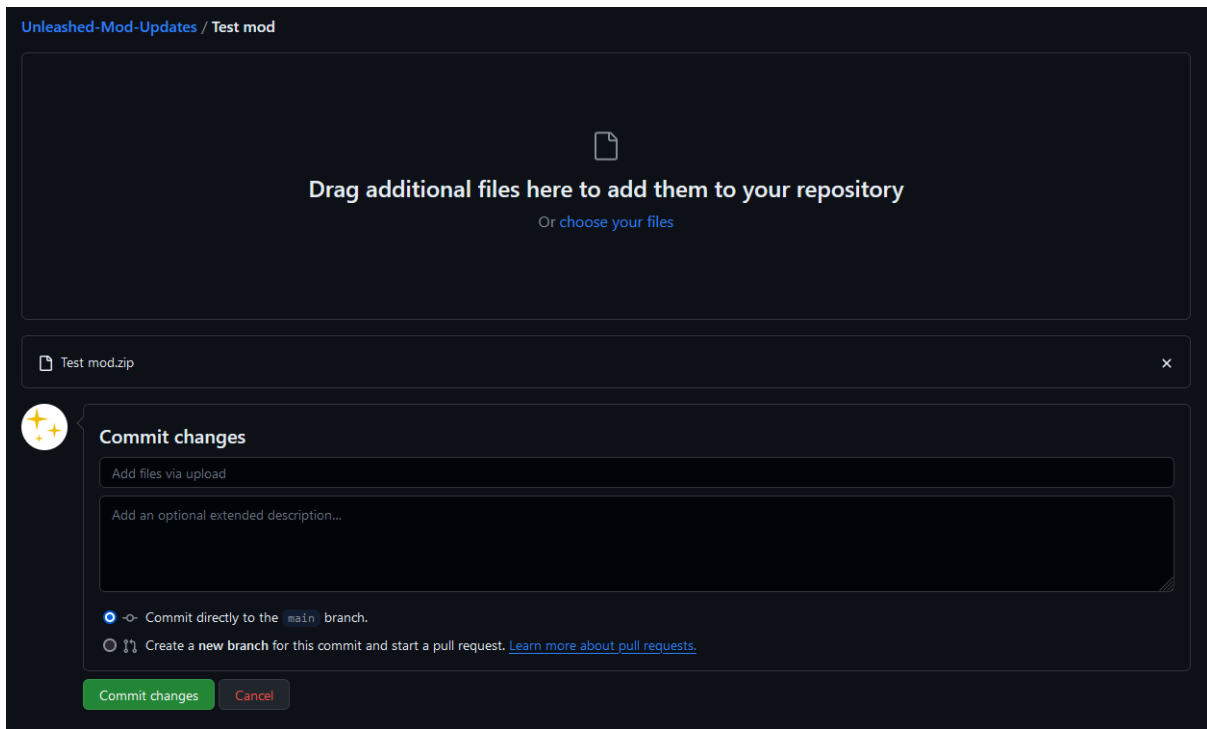 Unleashed-Mod-Updates / Test mod
Drag additional files here to add them to your repository
Or choose your files
Test mod.zip
Commit changes
Add files via upload
Add an optional extended description...
Commit directly to the main branch.
Create a new branch for this commit and start a pull request. Learn more about pull requests.
Commit changes Cancel